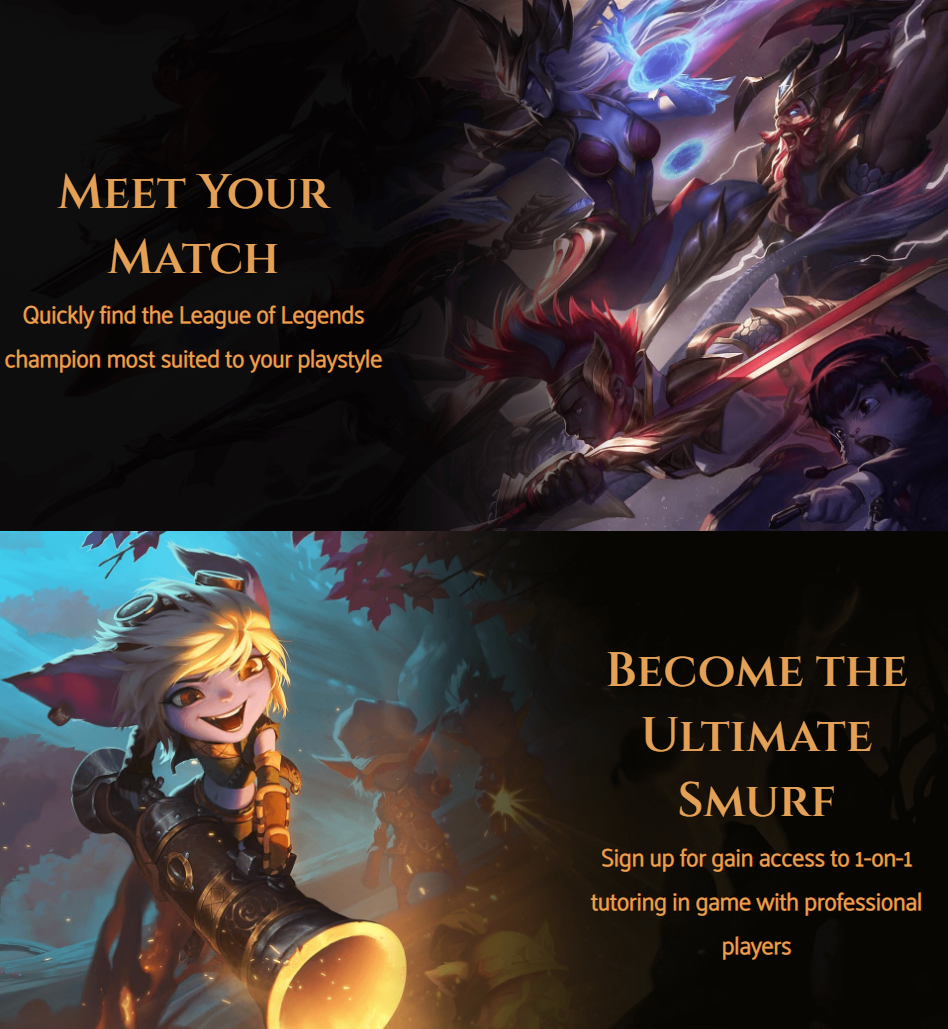 Meet Your
Match
Quickly find the League of Legends
champion most suited to your playstyle
Become the
Ultimate
Smurf
Sign up for gain access to 1-on-1
tutoring in game with professional
players